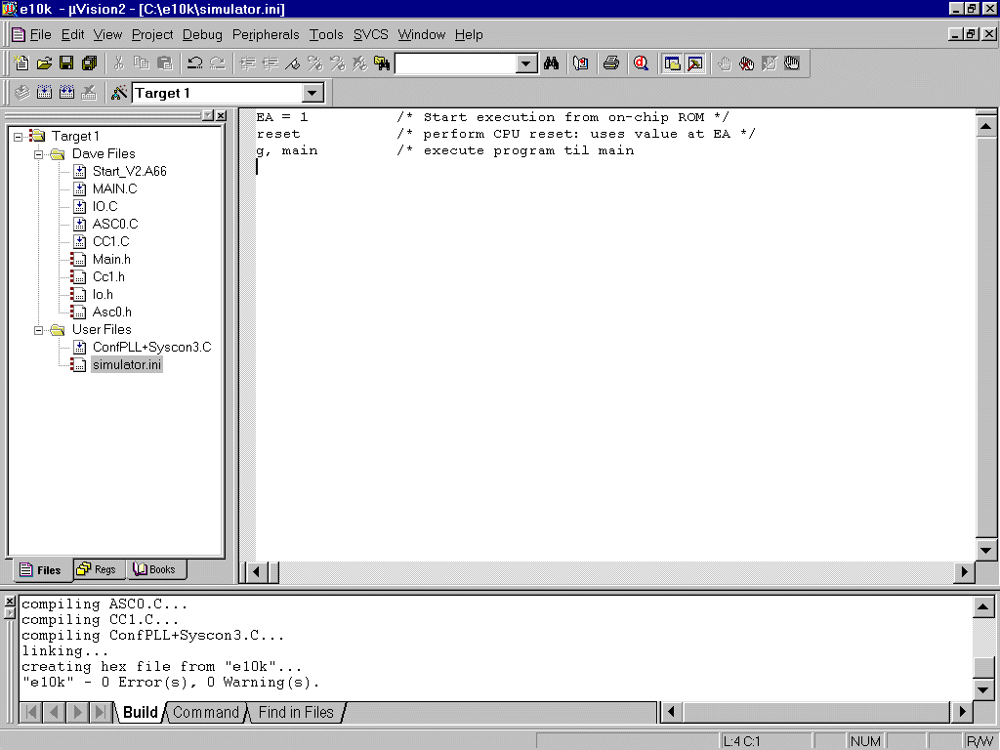 e10k - µVision2 - [C:\e10k\simulator.ini]
File Edit View Project Debug Peripherals Tools SVCS Window Help
Target 1
Target 1
Dave Files
Start_V2.A66
MAIN.C
IO.C
ASC0.C
CC1.C
Main.h
Cc1.h
Io.h
Asc0.h
User Files
ConfPLL+Syscon3.C
simulator.ini
Files Regs Books
EA = 1 /* Start execution from on-chip ROM */
reset /* perform CPU reset: uses value at EA */
g, main /* execute program til main
compiling ASC0.C...
compiling CC1.C...
compiling ConfPLL+Syscon3.C...
linking...
creating hex file from "e10k"...
"e10k" - 0 Error(s), 0 Warning(s).
Build Command Find in Files
L:4 C:1 NUM R/W